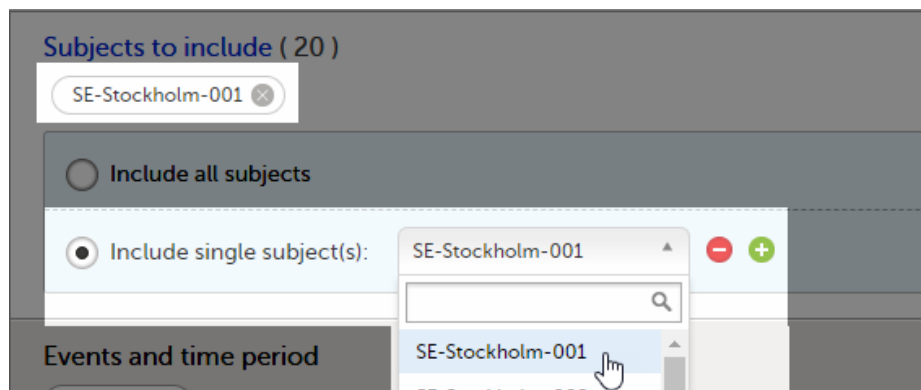 Subjects to include ( 20 )
SE-Stockholm-001
Include all subjects
Include single subject(s): SE-Stockholm-001
SE-Stockholm-001
Events and time period